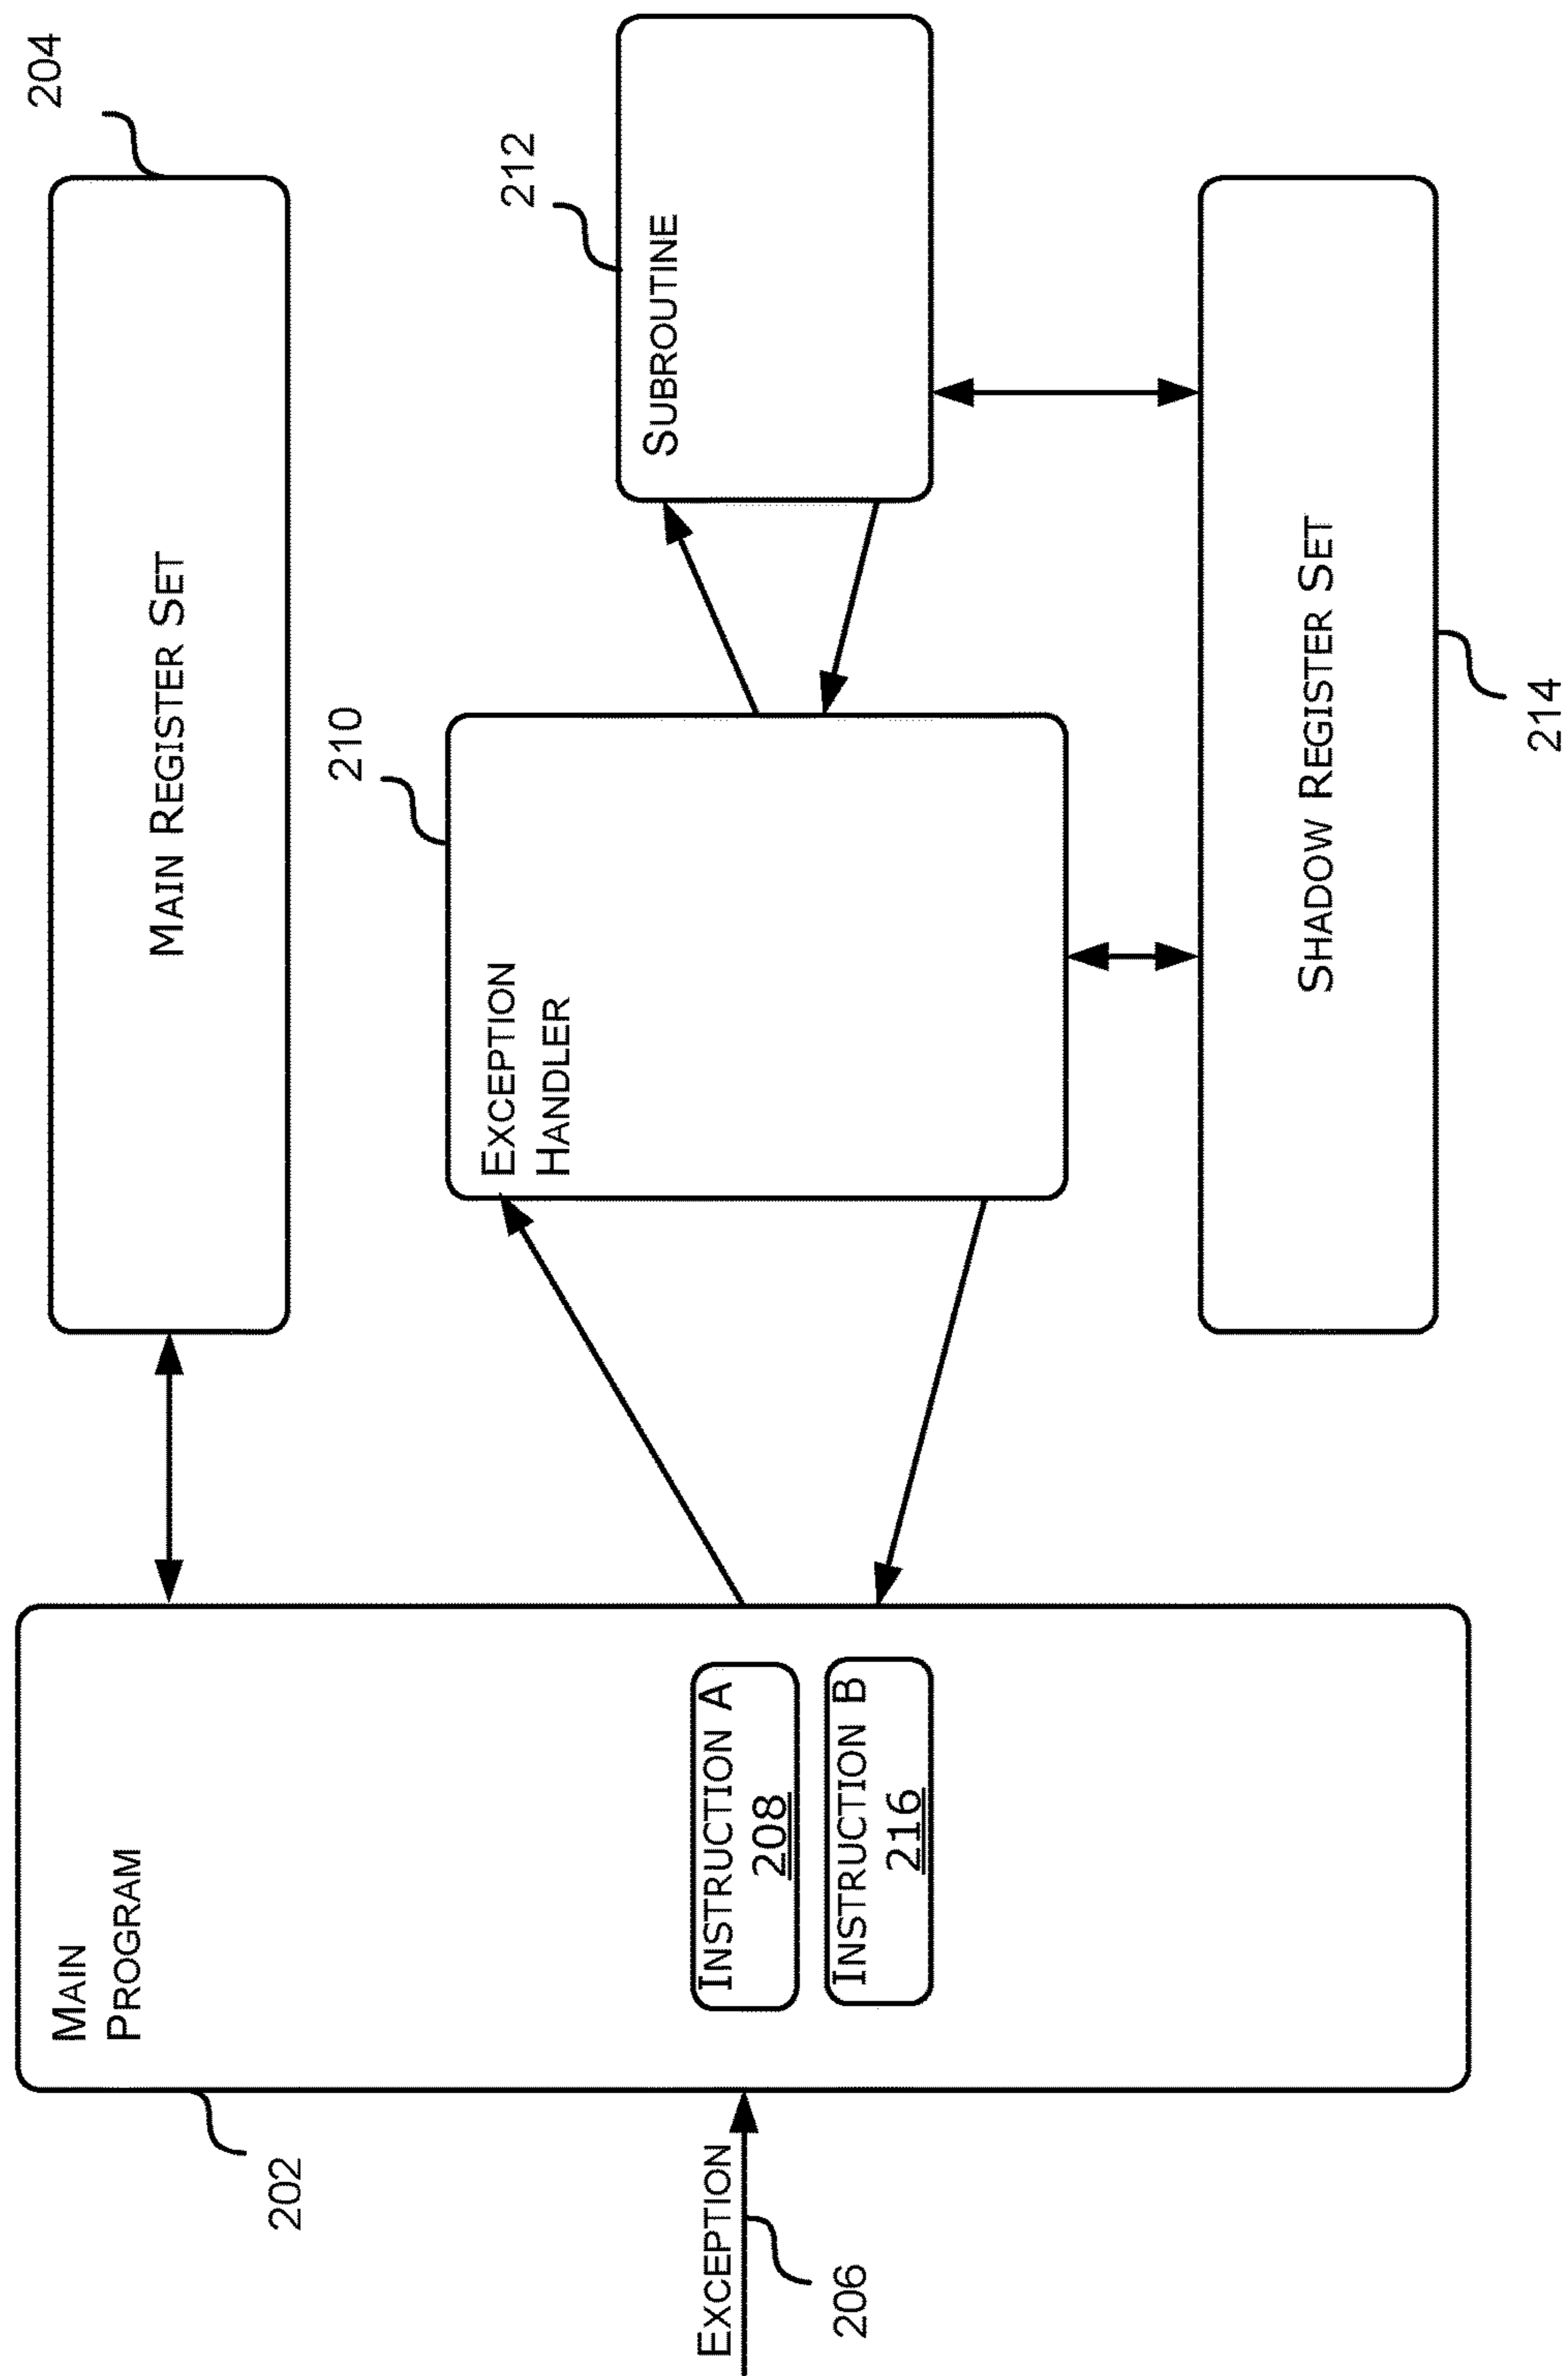 204
MAIN REGISTER SET
212
SUBROUTINE
210
EXCEPTION
HANDLER
MAIN
PROGRAM
202
INSTRUCTION A
208
INSTRUCTION B
216
EXCEPTION
206
SHADOW REGISTER SET
214